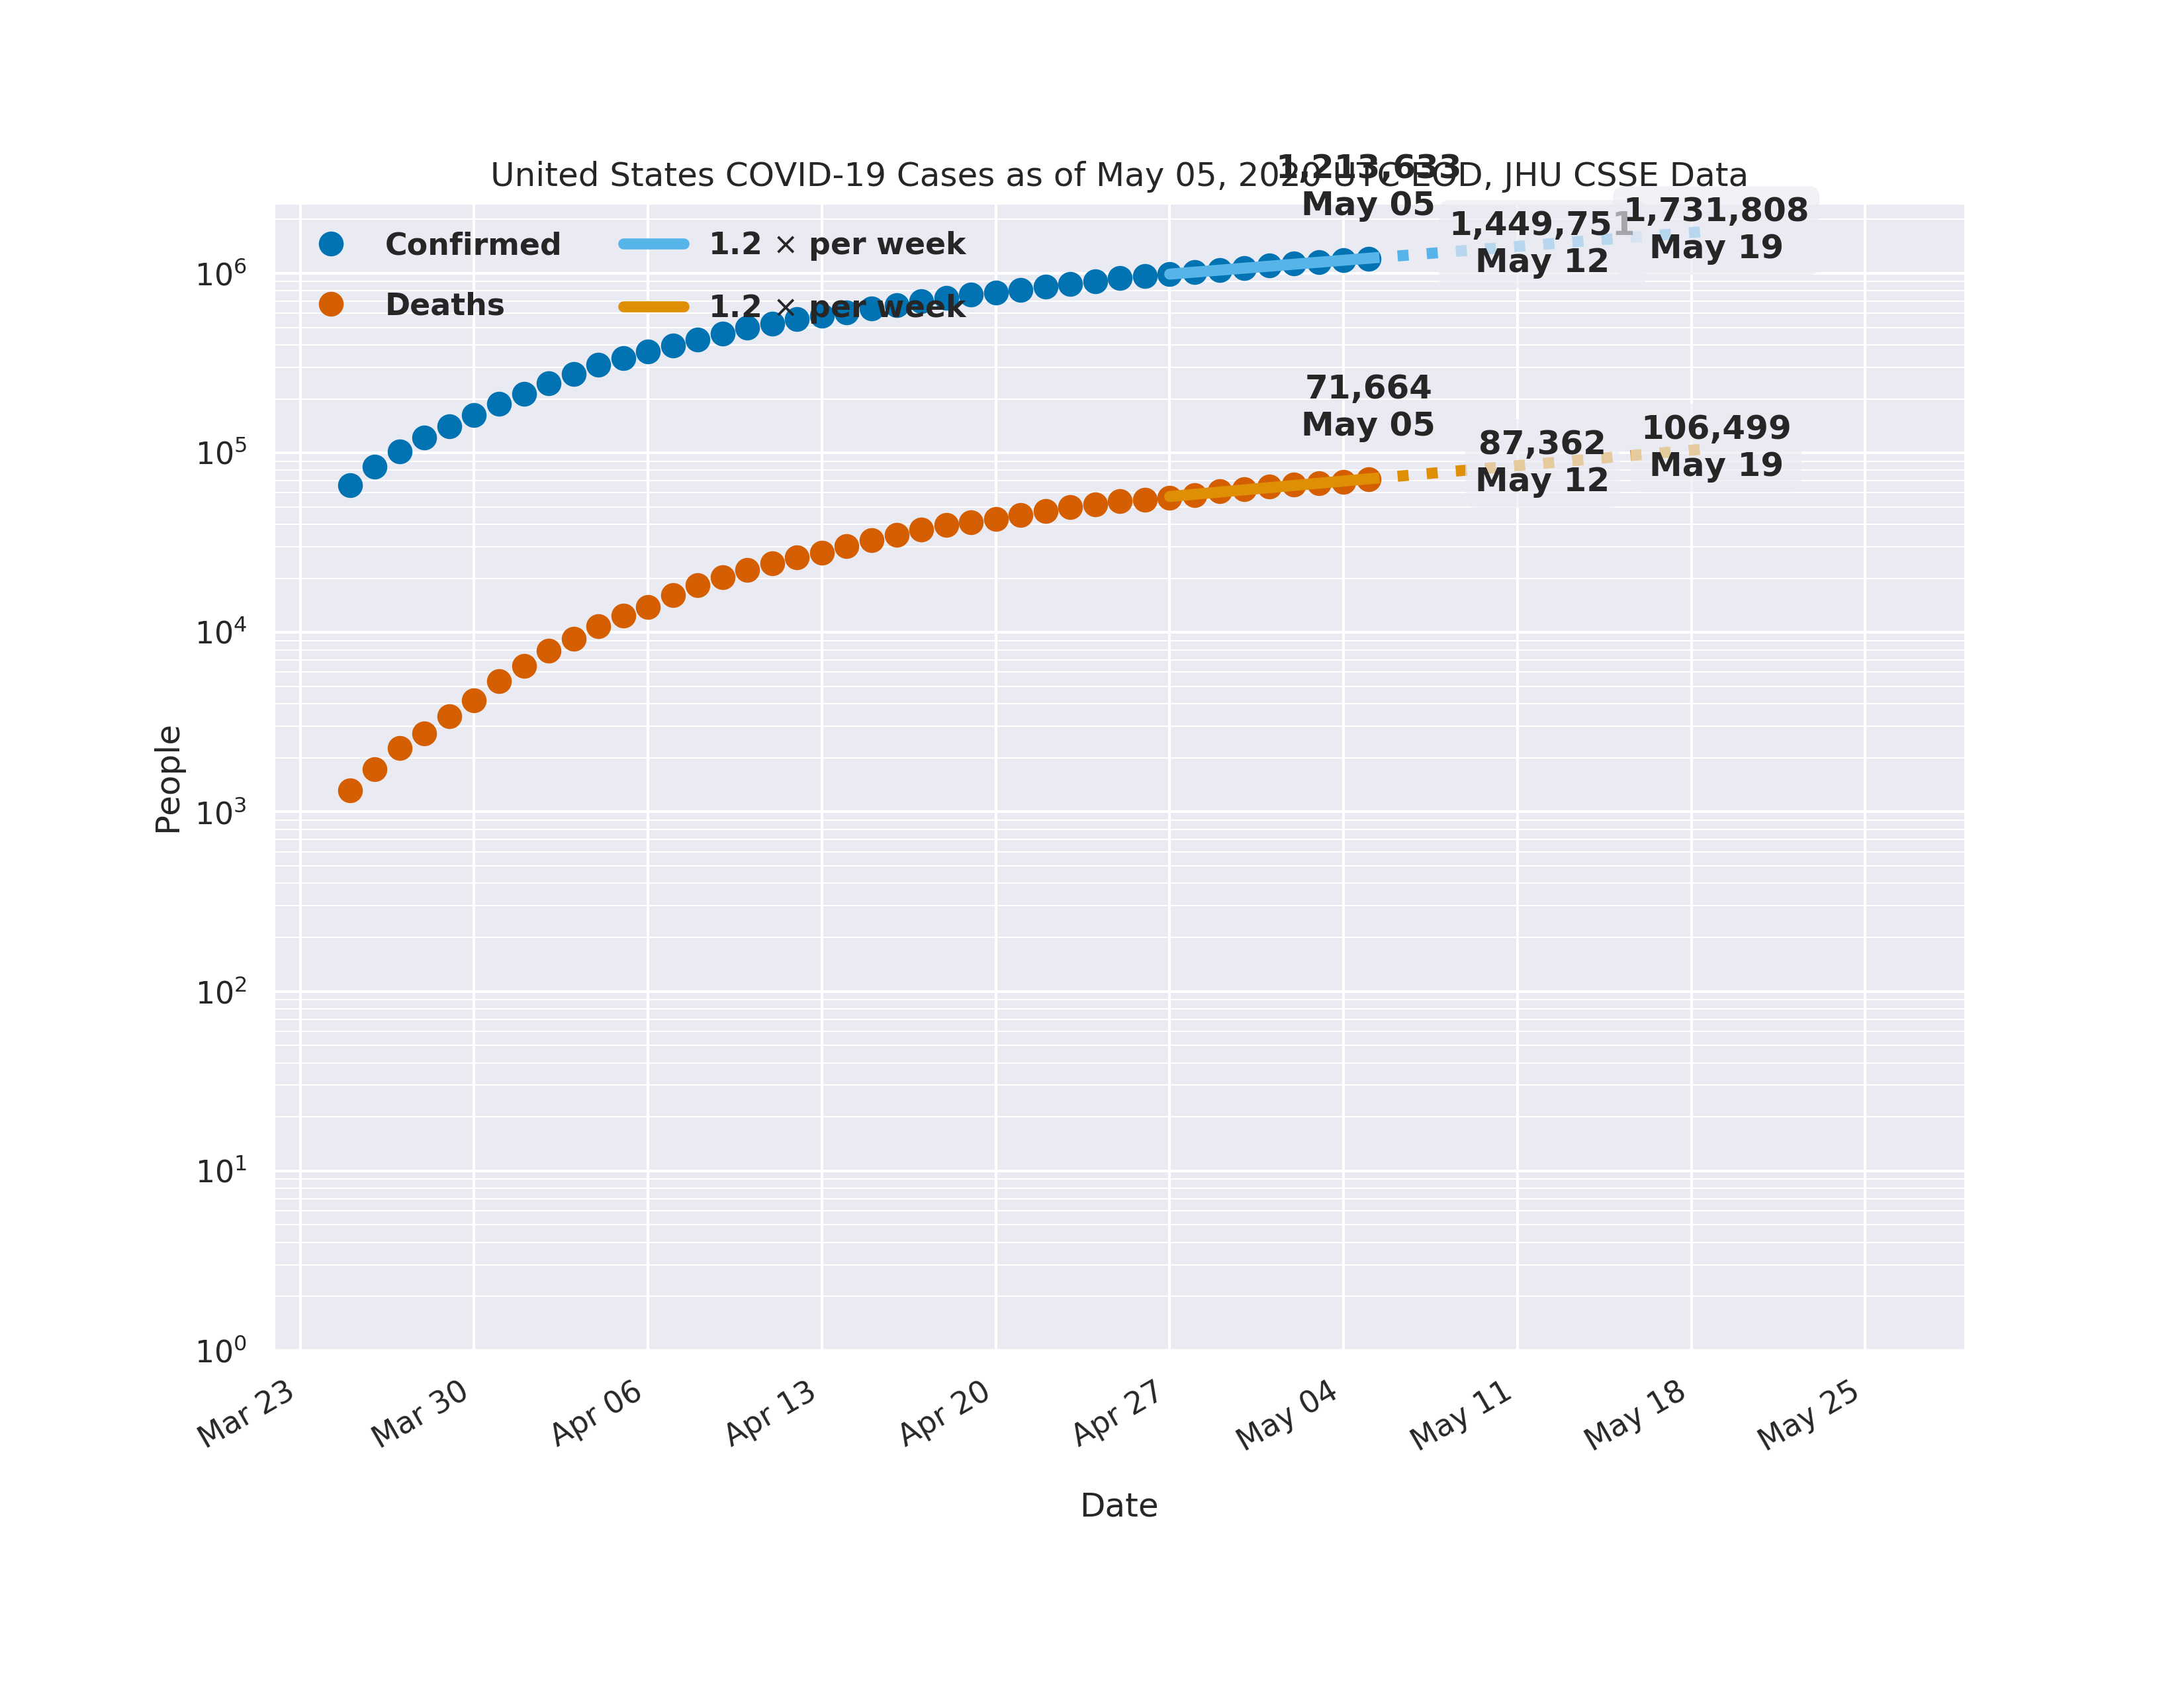 United States COVID-19 Cases as of May 05, 2020 UTC EOD, JHU CSSE Data
1,213,633
May 05
1,449,751
May 12
1,731,808
May 19
Confirmed
Deaths
1.2 × per week
1.2 × per week
71,664
May 05
87,362
May 12
106,499
May 19
People
10⁶
10⁵
10⁴
10³
10²
10¹
10⁰
Mar 23
Mar 30
Apr 06
Apr 13
Apr 20
Apr 27
May 04
May 11
May 18
May 25
Date